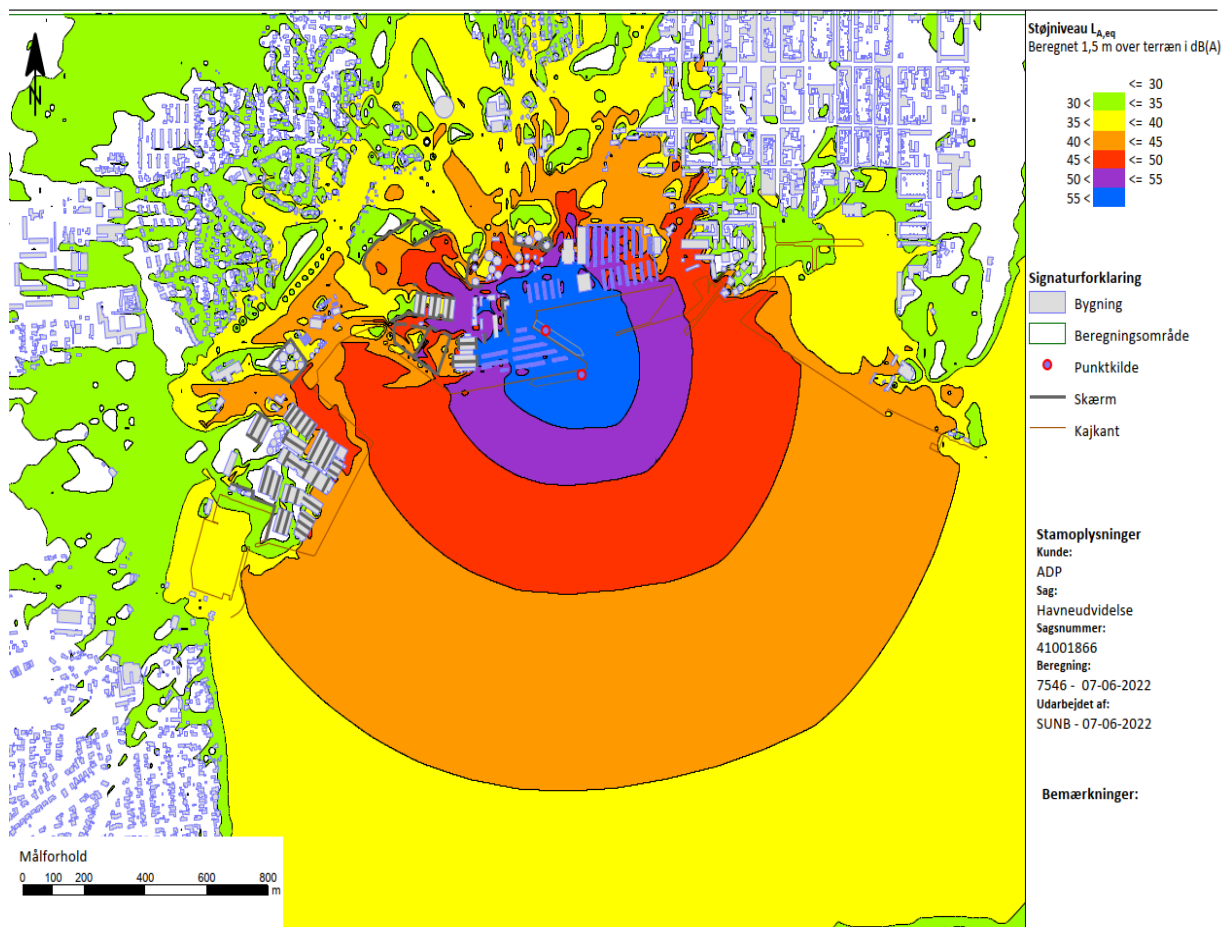 N
Støjniveau L A,eq
Beregnet 1,5 m over terræn i dB(A)
<= 30
30 < <= 35
35 < <= 40
40 < <= 45
45 < <= 50
50 < <= 55
55 <
Signaturforklaring
Bygning
Beregningsområde
Punktkilde
Skærm
Kajkant
Stamoplysninger
Kunde:
ADP
Sag:
Havneudvidelse
Sagsnummer:
41001866
Beregning:
7546 - 07-06-2022
Udarbejdet af:
SUNB - 07-06-2022
Bemærkninger:
Målforhold
0 100 200 400 600 800
m